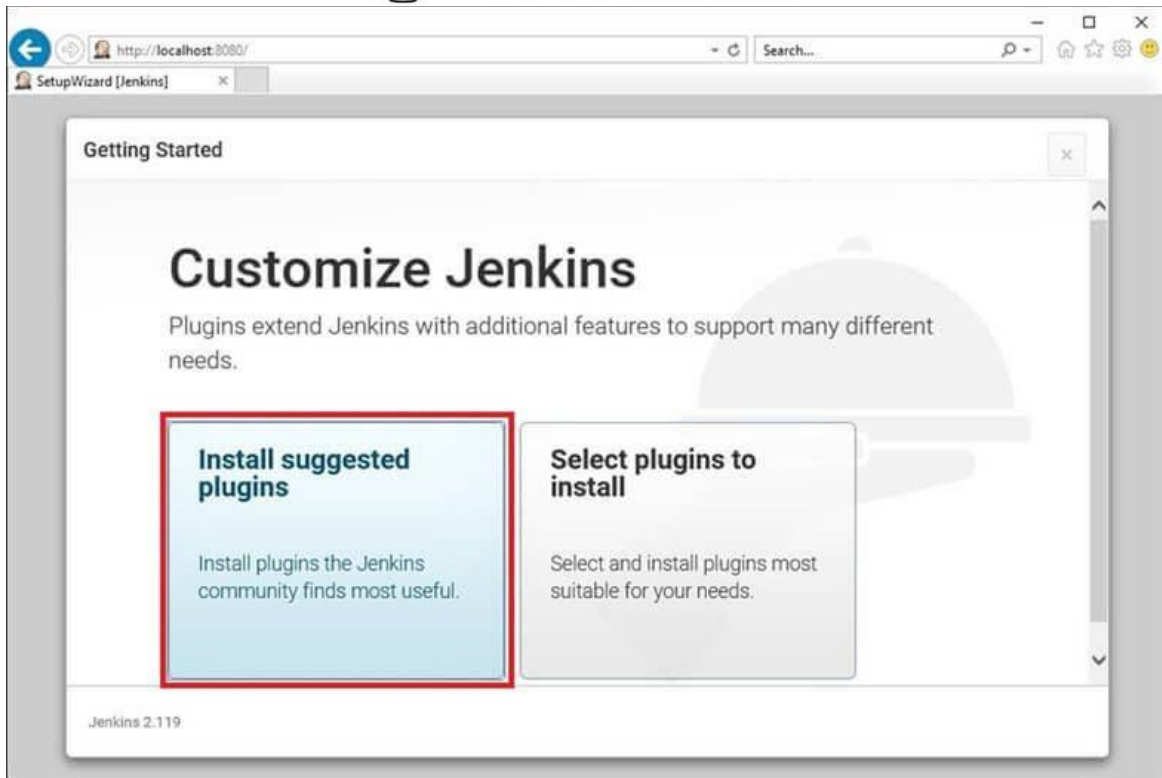 http://localhost:8080/
Search...
SetupWizard [Jenkins]
Getting Started
Customize Jenkins
Plugins extend Jenkins with additional features to support many different
needs.
Install suggested
plugins
Install plugins the Jenkins
community finds most useful.
Select plugins to
install
Select and install plugins most
suitable for your needs.
Jenkins 2.119